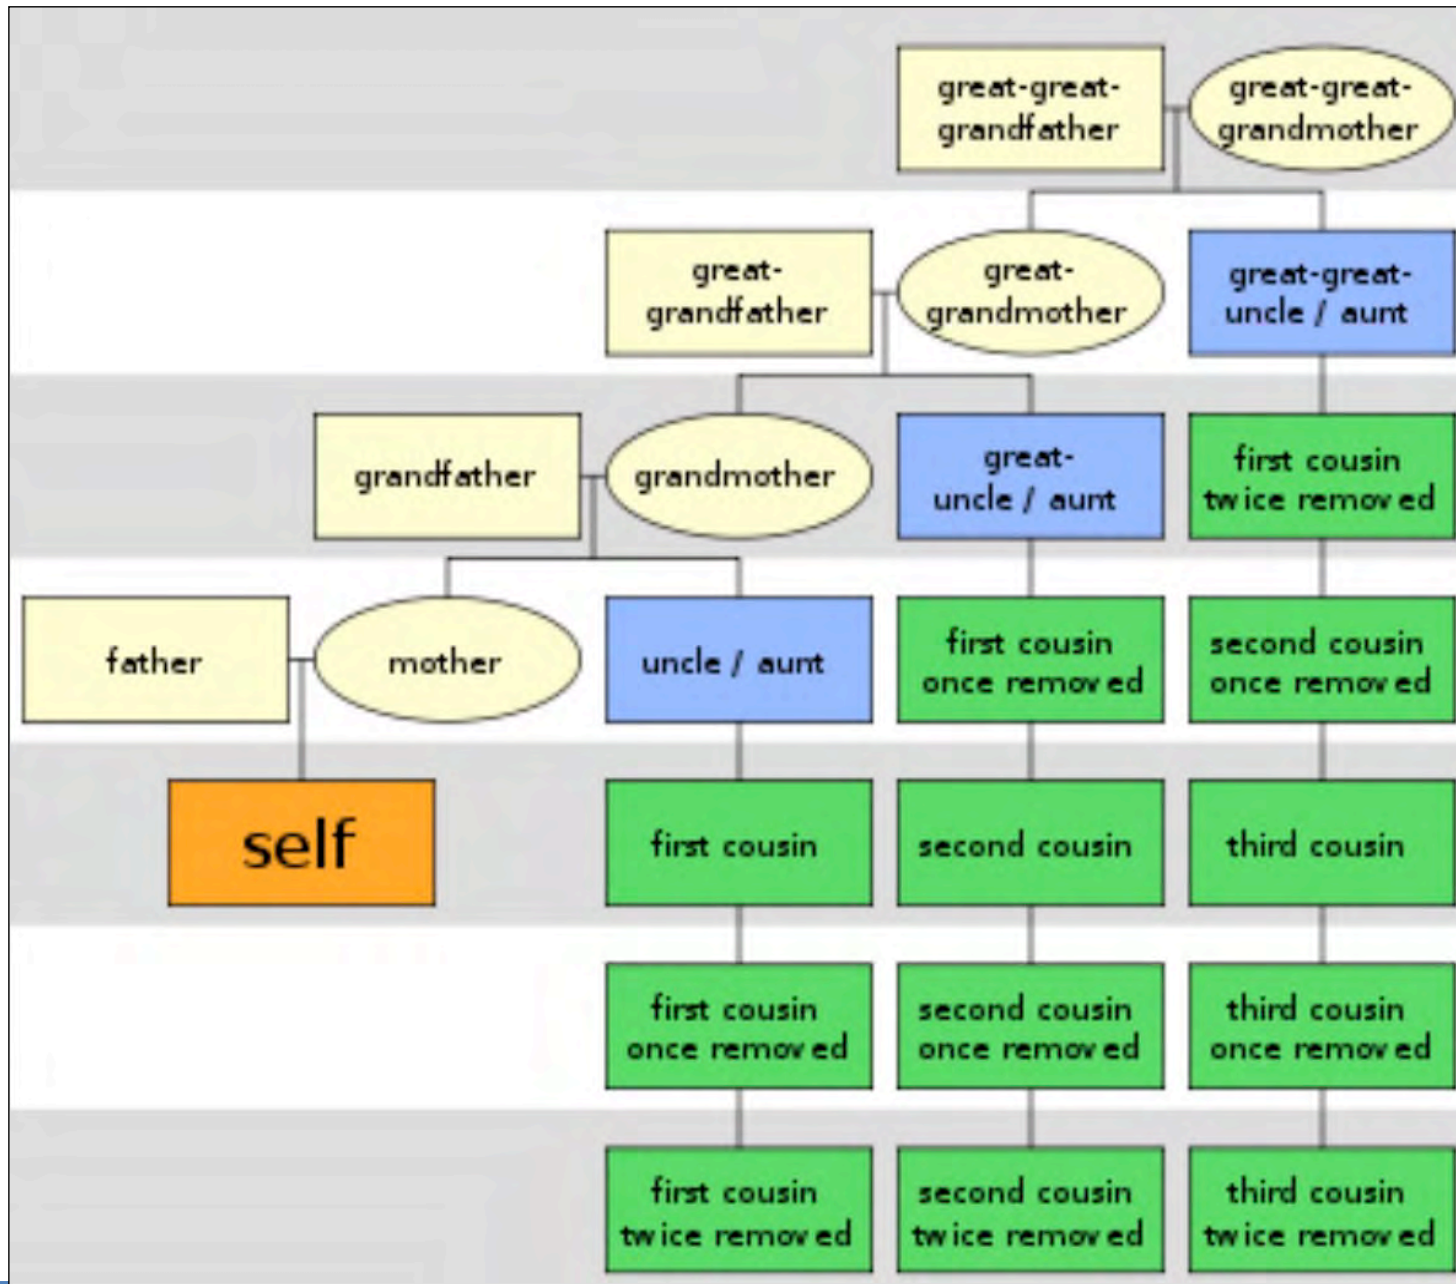 great-great-
grandfather
great-great-
grandmother
great-
grandfather
great-
grandmother
great-great-
uncle / aunt
grandfather
grandmother
great-
uncle / aunt
first cousin
twice removed
father
mother
uncle / aunt
first cousin
once removed
second cousin
once removed
self
first cousin
second cousin
third cousin
first cousin
once removed
second cousin
once removed
third cousin
once removed
first cousin
twice removed
second cousin
twice removed
third cousin
twice removed